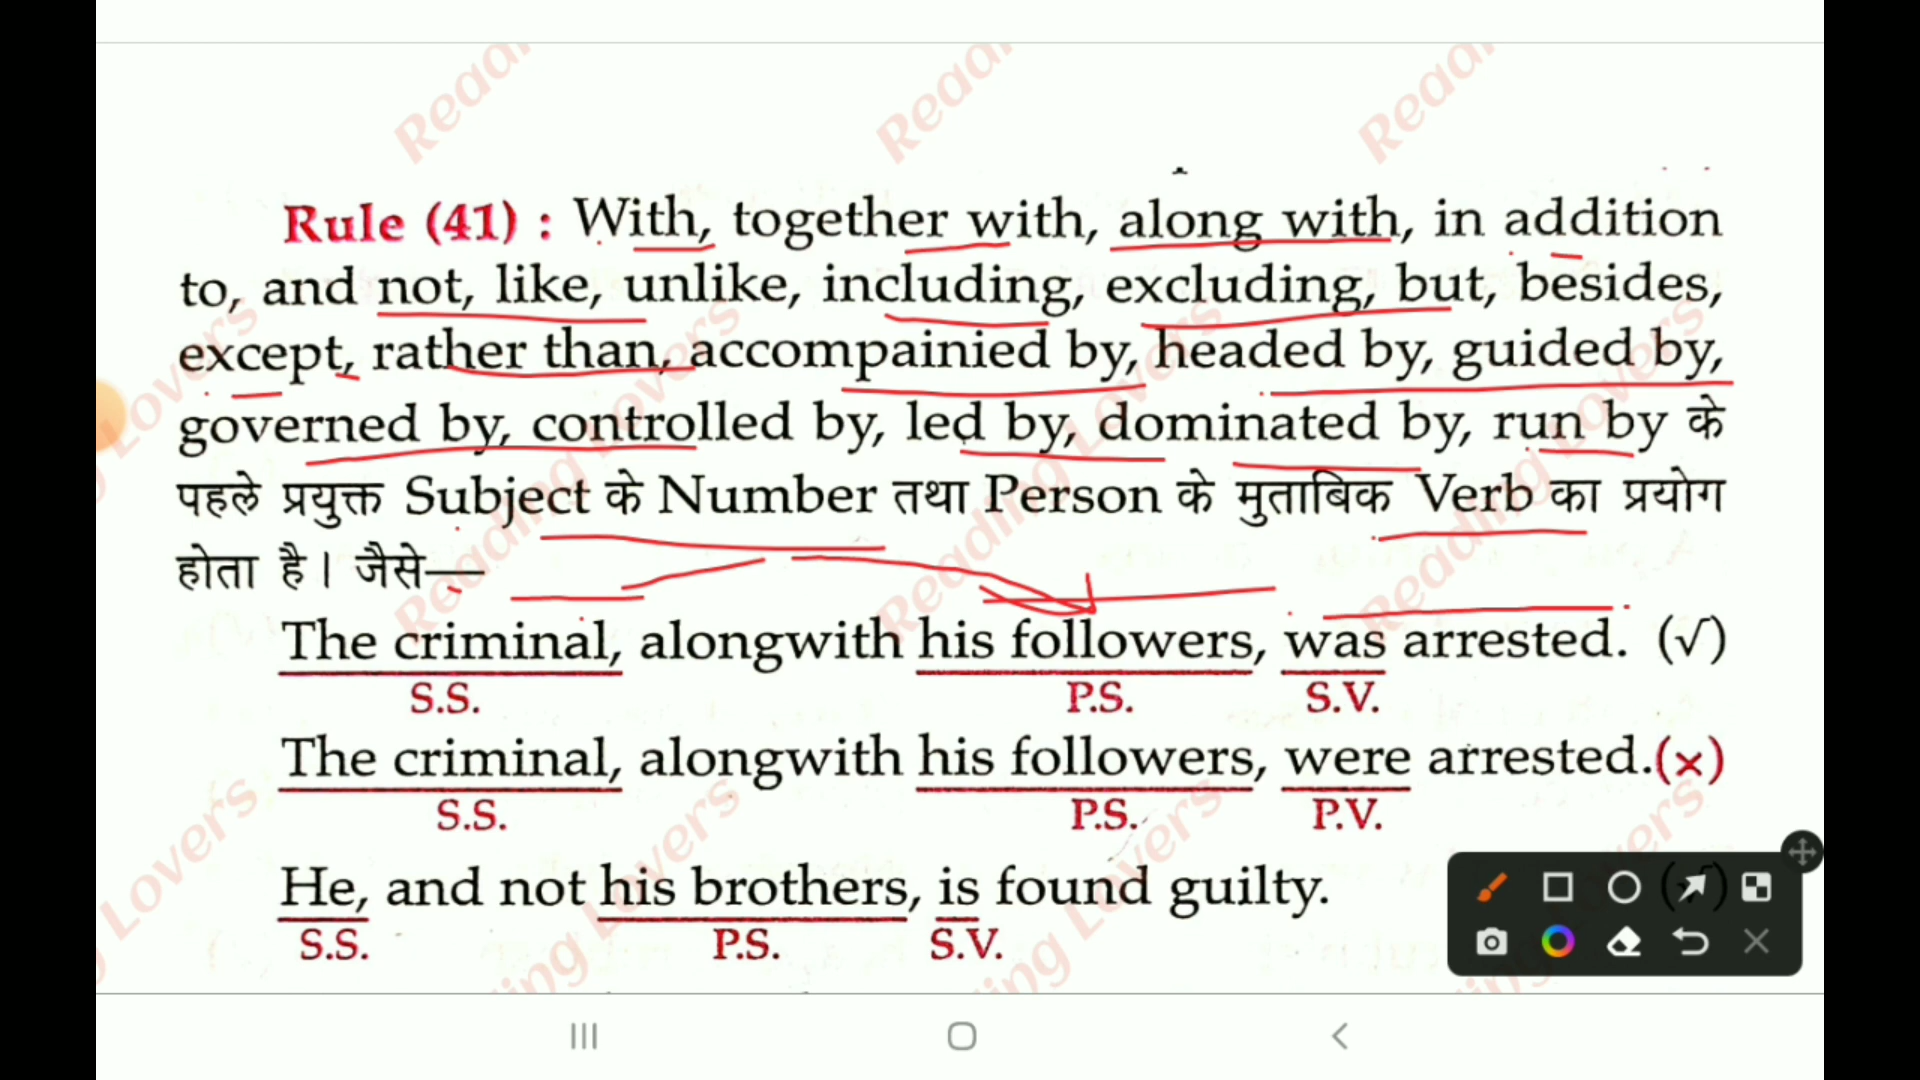 Rule (41) : With, together with, along with, in addition
to, and not, like, unlike, including, excluding, but, besides,
except, rather than, accompainied by, headed by, guided by,
governed by, controlled by, led by, dominated by, run by के
पहले प्रयुक्त Subject के Number तथा Person के मुताबिक Verb का प्रयोग
होता है। जैसे—
The criminal, alongwith his followers, was arrested. (√)
S.S. P.S. S.V.
The criminal, alongwith his followers, were arrested.(×)
S.S. P.S. P.V.
He, and not his brothers, is found guilty.
S.S. P.S. S.V.
Reading Lovers